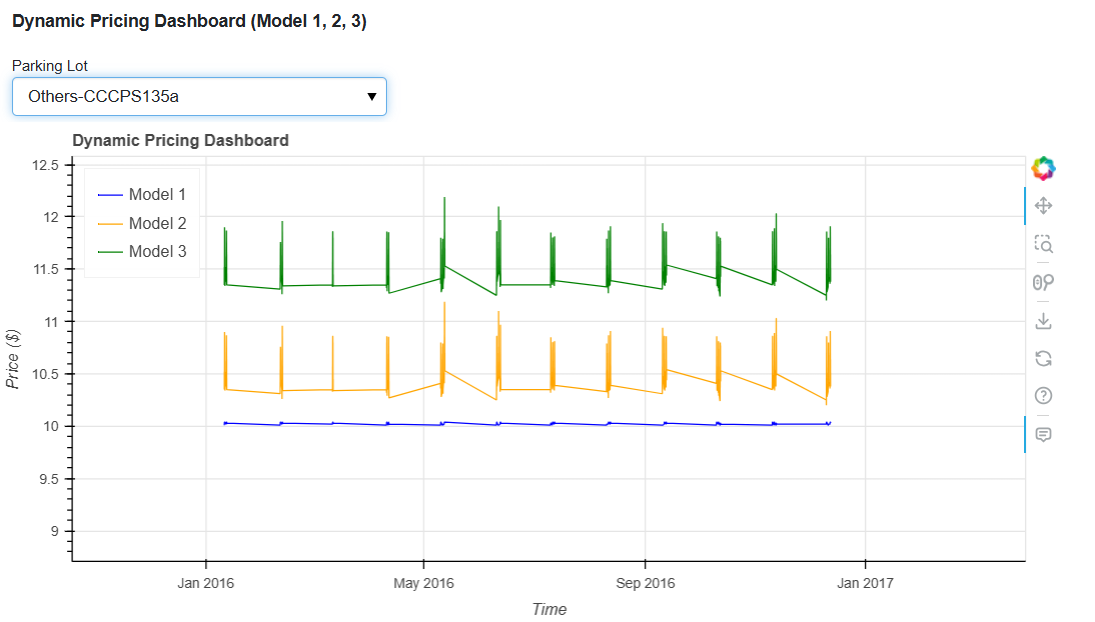 Dynamic Pricing Dashboard (Model 1, 2, 3)
Parking Lot
Others-CCCPS135a
Dynamic Pricing Dashboard
12.5
12
11.5
11
10.5
10
9.5
9
Price ($)
Model 1
Model 2
Model 3
Jan 2016
May 2016
Sep 2016
Jan 2017
Time